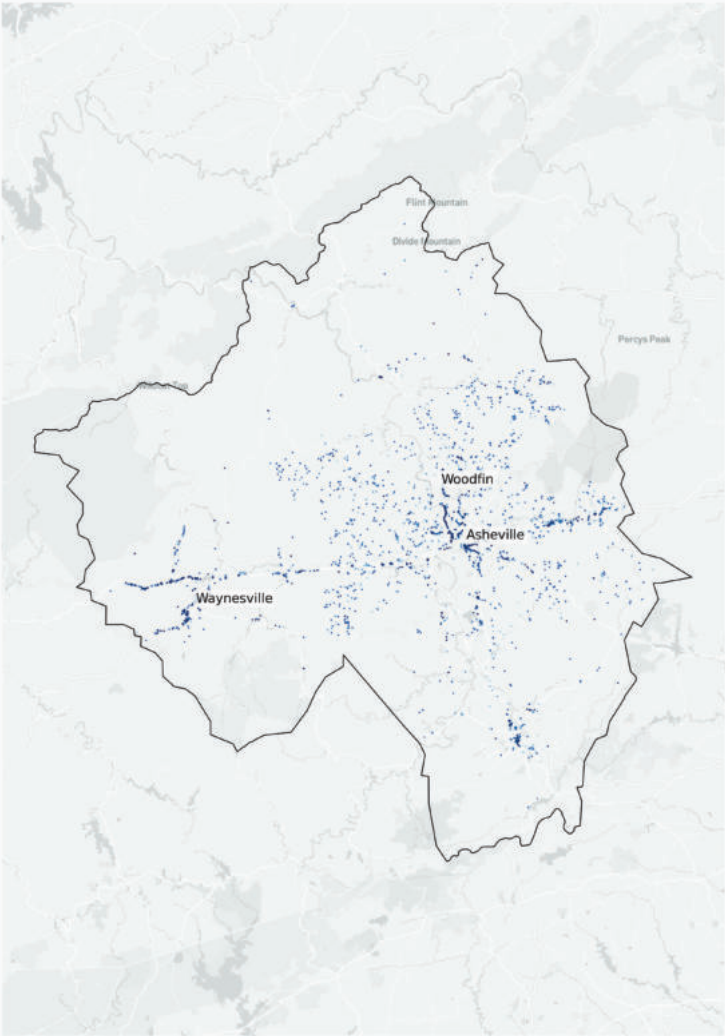 Flint Mountain
Divide Mountain
Percys Peak
Woodfin
Asheville
Waynesville